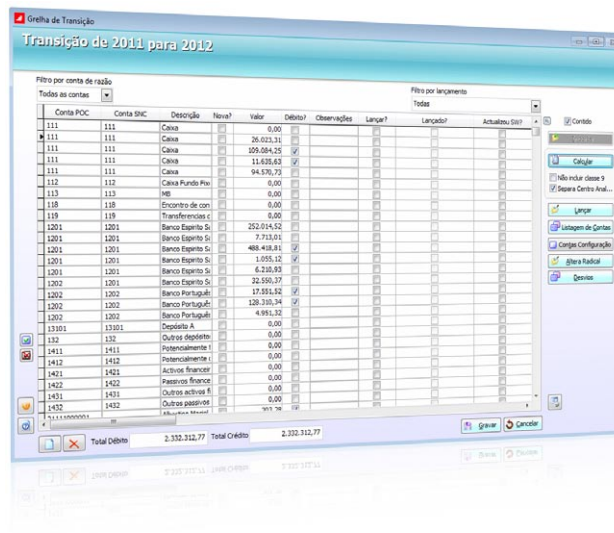 Grelha de Transição
Transição de 2011 para 2012
Filtro por conta de razão
Todas as contas
Filtro por lançamento
Todas
Conta POC Conta SNC Descrição Nova? Valor Débito? Observações Lançar? Lançado? Actualizou SW?
111 111 Caixa 0,00
111 111 Caixa 26.023,31
111 111 Caixa 109.084,25
111 111 Caixa 11.635,63
111 111 Caixa 94.570,73
112 112 Caixa Fundo Fixo 0,00
113 113 MB 0,00
118 118 Encontro de con 0,00
119 119 Transferencias c 0,00
1201 1201 Banco Espirito Sa 252.014,52
1201 1201 Banco Espirito Sa 7.713,01
1201 1201 Banco Espirito Sa 488.418,81
1201 1201 Banco Espirito Sa 1.055,12
1201 1201 Banco Espirito Sa 6.210,93
1201 1201 Banco Espirito Sa 32.550,37
1202 1202 Banco Portuguê 17.551,52
1202 1202 Banco Portuguê 128.310,34
1202 1202 Banco Portuguê 4.951,32
13101 13101 Depósito A 0,00
132 132 Outros depósito 0,00
1411 1411 Potencialmente 0,00
1412 1412 Potencialmente 0,00
1421 1421 Activos financeir 0,00
1422 1422 Passivos finance 0,00
1431 1431 Outros activos fi 0,00
1432 1432 Outros passivos 0,00
Contido
Calcular
Não incluir classe 9
Separa Centro Anal...
Lançar
Listagem de Contas
Contas Configuração
Altera Radical
Desvios
Total Débito 2.332.312,77 Total Crédito 2.332.312,77
Gravar Cancelar